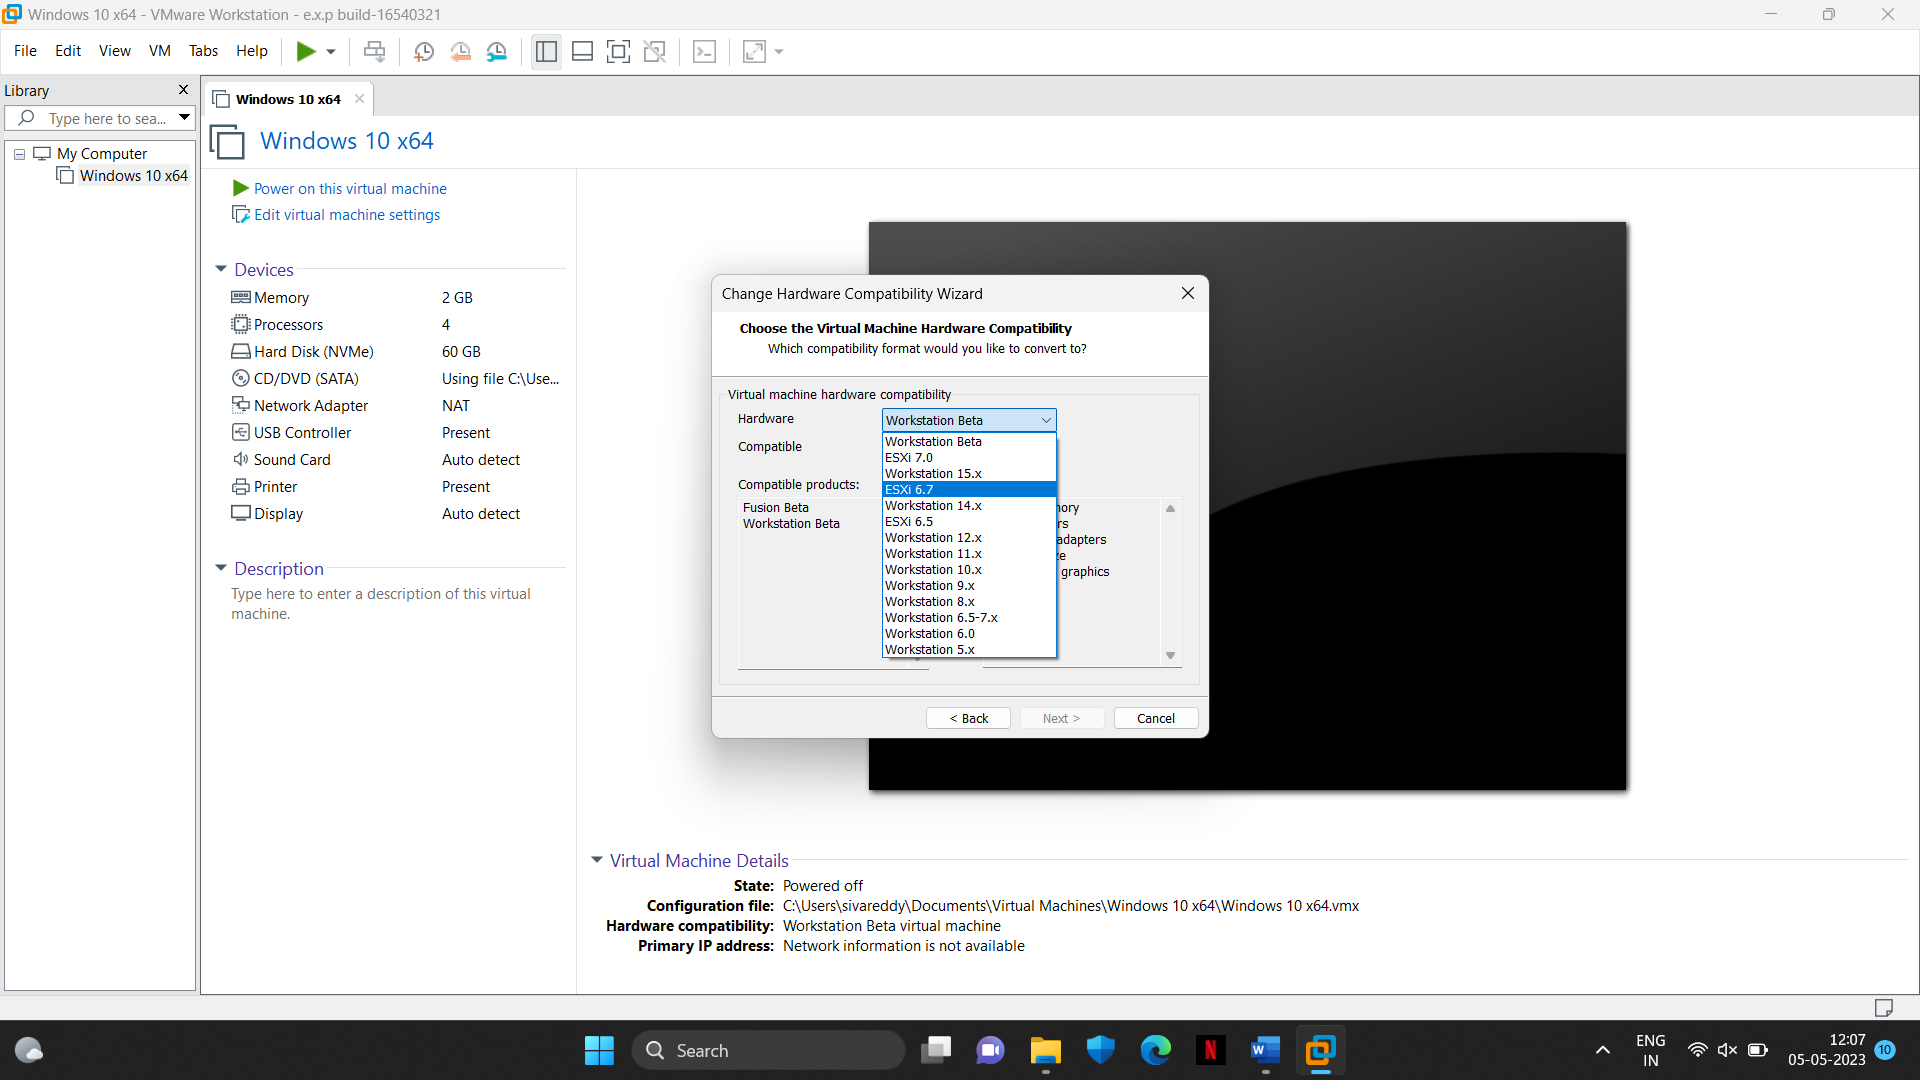 Windows 10 x64 - VMware Workstation - e.x.p build-16540321
File Edit View VM Tabs Help
Library
Type here to sea...
My Computer
Windows 10 x64
Windows 10 x64
Windows 10 x64
Power on this virtual machine
Edit virtual machine settings
Devices
Memory 2 GB
Processors 4
Hard Disk (NVMe) 60 GB
CD/DVD (SATA) Using file C:\Use...
Network Adapter NAT
USB Controller Present
Sound Card Auto detect
Printer Present
Display Auto detect
Description
Type here to enter a description of this virtual
machine.
Change Hardware Compatibility Wizard
Choose the Virtual Machine Hardware Compatibility
Which compatibility format would you like to convert to?
Virtual machine hardware compatibility
Hardware Workstation Beta
Compatible
Compatible products:
Fusion Beta
Workstation Beta
Workstation Beta
ESXi 7.0
Workstation 15.x
ESXi 6.7
Workstation 14.x
ESXi 6.5
Workstation 12.x
Workstation 11.x
Workstation 10.x
Workstation 9.x
Workstation 8.x
Workstation 6.5-7.x
Workstation 6.0
Workstation 5.x
adapters
graphics
< Back Next > Cancel
Virtual Machine Details
State: Powered off
Configuration file: C:\Users\sivareddy\Documents\Virtual Machines\Windows 10 x64\Windows 10 x64.vmx
Hardware compatibility: Workstation Beta virtual machine
Primary IP address: Network information is not available
Search
W
N
ENG
IN
12:07
05-05-2023
10